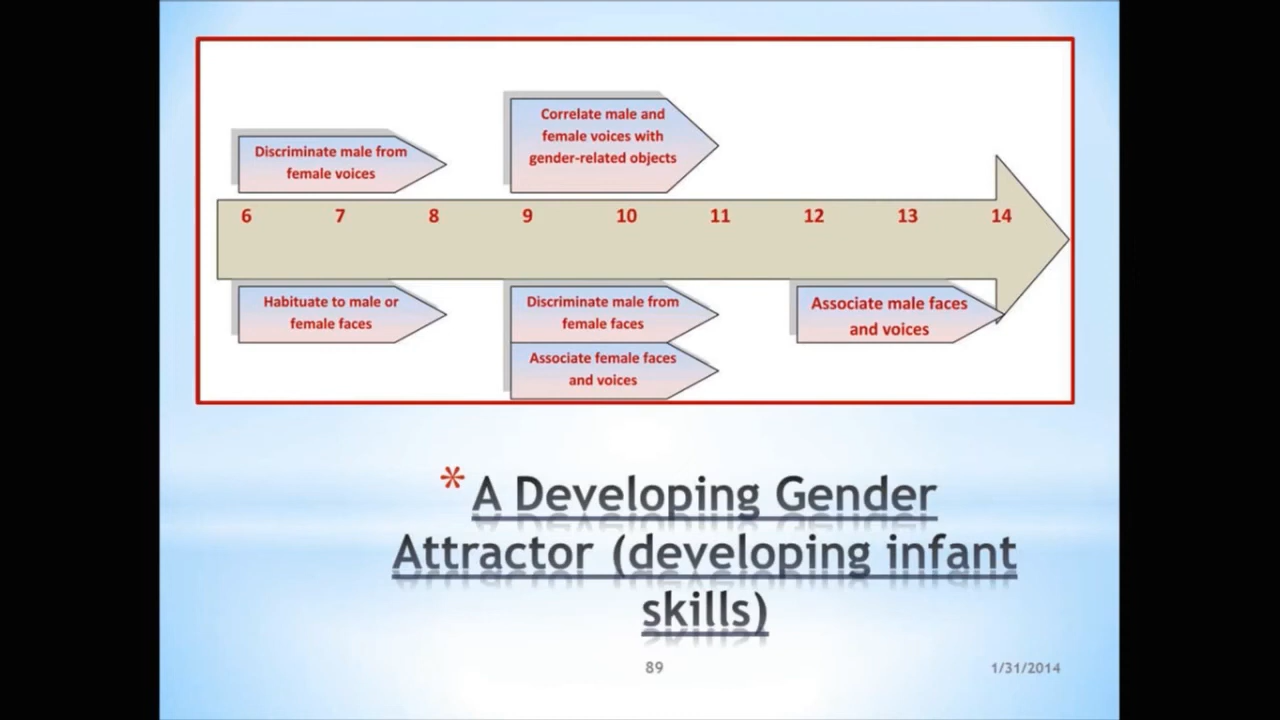 Correlate male and
female voices with
gender-related objects
Discriminate male from
female voices
6 7 8 9 10 11 12 13 14
Habituate to male or
female faces
Discriminate male from
female faces
Associate female faces
and voices
Associate male faces
and voices
* A Developing Gender
Attractor (developing infant
skills)
89
1/31/2014